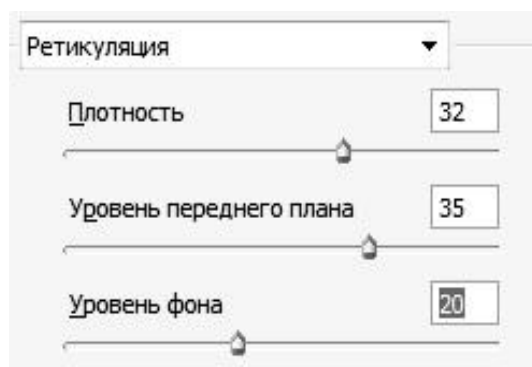 Ретикуляция
Плотность 32
Уровень переднего плана 35
Уровень фона 20